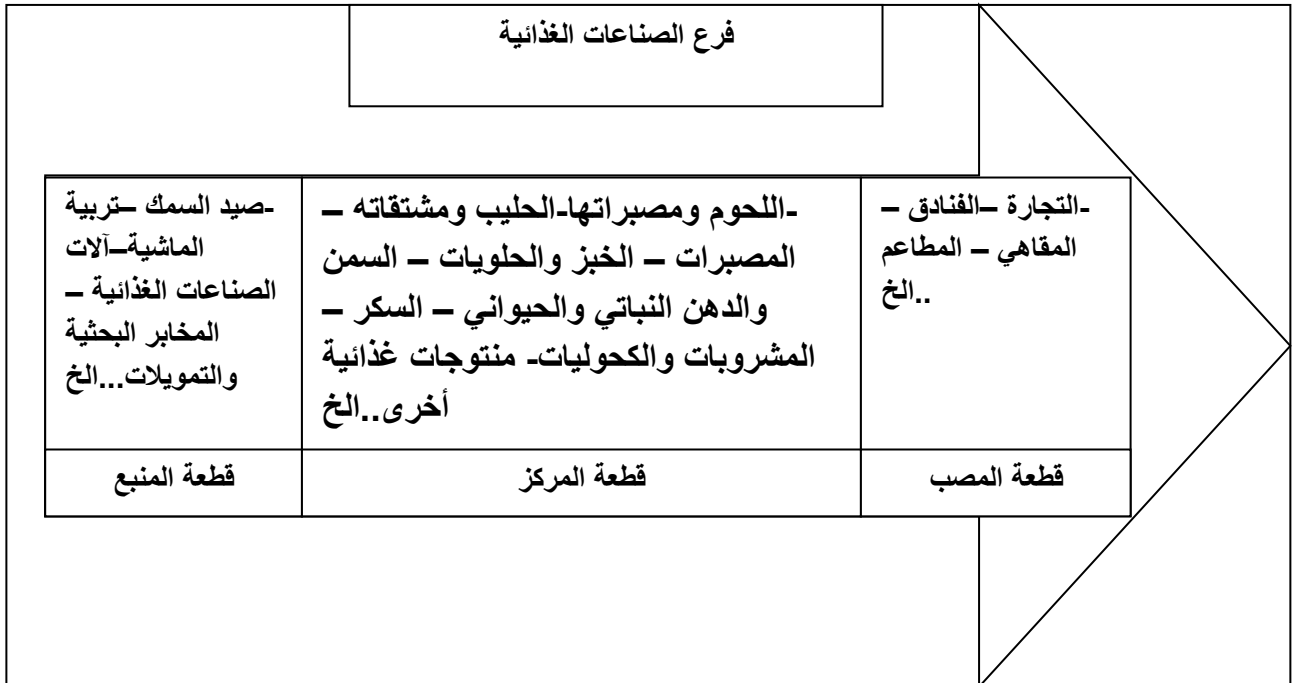 فرع الصناعات الغذائية
-صيد السمك –تربية
الماشية–آلات
الصناعات الغذائية –
المخابر البحثية
والتمويلات...الخ
-اللحوم ومصبراتها-الحليب ومشتقاته –
المصبرات – الخبز والحلويات – السمن
والدهن النباتي والحيواني – السكر –
المشروبات والكحوليات- منتوجات غذائية
أخرى..الخ
-التجارة –الفنادق –
المقاهي – المطاعم
..الخ
قطعة المنبع
قطعة المركز
قطعة المصب